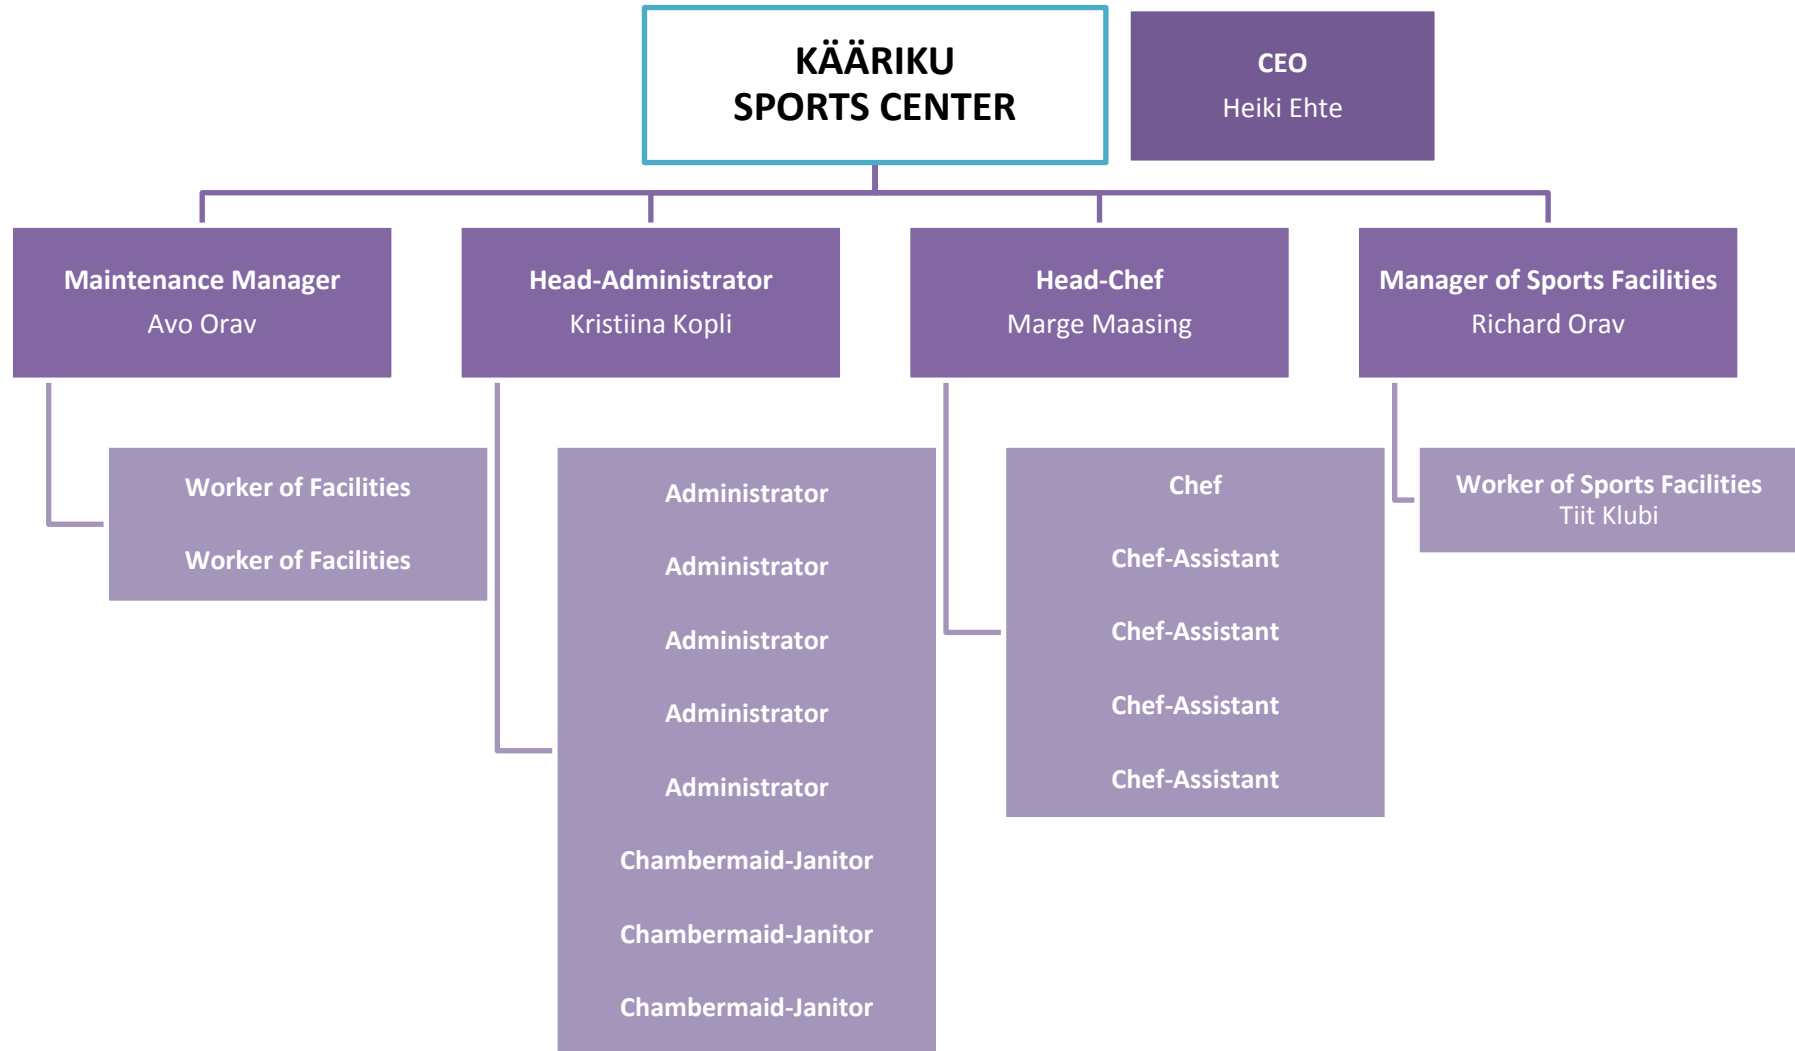 KÄÄRIKU
SPORTS CENTER
CEO
Heiki Ehte
Maintenance Manager
Avo Orav
Head-Administrator
Kristiina Kopli
Head-Chef
Marge Maasing
Manager of Sports Facilities
Richard Orav
Worker of Facilities
Worker of Facilities
Administrator
Administrator
Administrator
Administrator
Administrator
Chambermaid-Janitor
Chambermaid-Janitor
Chambermaid-Janitor
Chef
Chef-Assistant
Chef-Assistant
Chef-Assistant
Chef-Assistant
Worker of Sports Facilities
Tiit Klubi